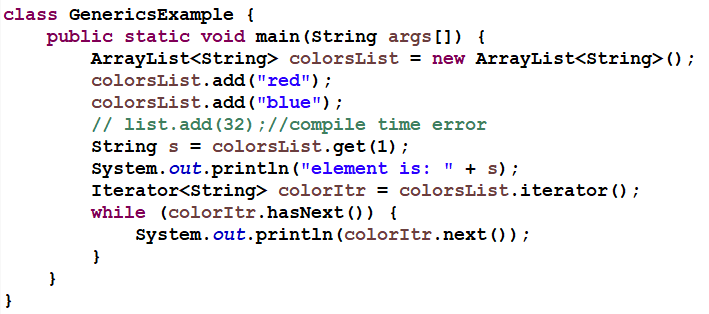 class GenericsExample {
    public static void main(String args[]) {
        ArrayList<String> colorsList = new ArrayList<String>();
        colorsList.add("red");
        colorsList.add("blue");
        // list.add(32);//compile time error
        String s = colorsList.get(1);
        System.out.println("element is: " + s);
        Iterator<String> colorItr = colorsList.iterator();
        while (colorItr.hasNext()) {
            System.out.println(colorItr.next());
        }
    }
}